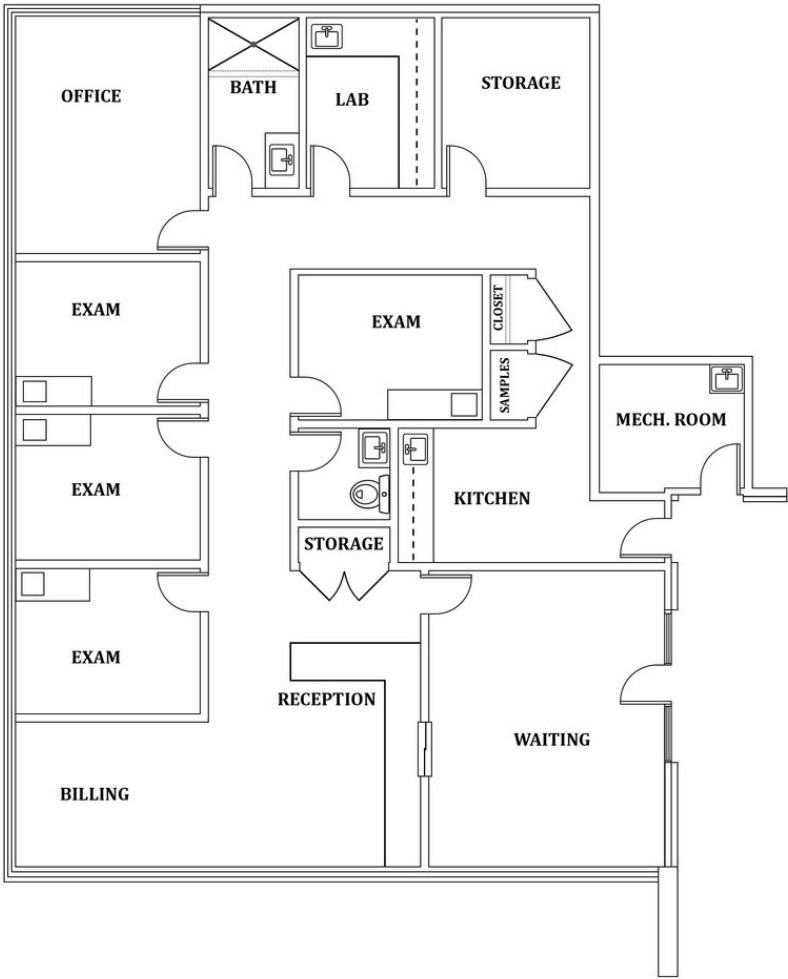 OFFICE
BATH
LAB
STORAGE
EXAM
EXAM
CLOSET
SAMPLES
MECH. ROOM
EXAM
KITCHEN
STORAGE
EXAM
RECEPTION
WAITING
BILLING